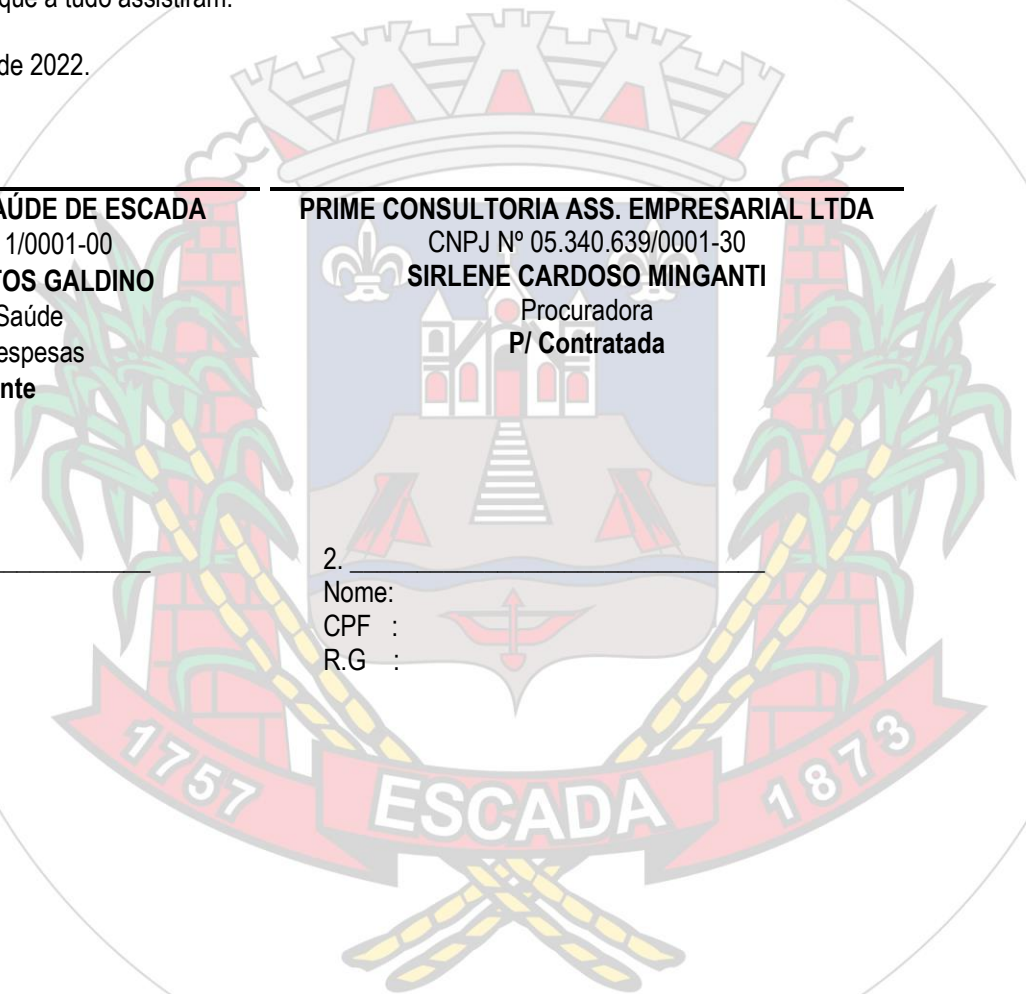 que a tudo assistiram.
de 2022.
AÚDE DE ESCADA
1/0001-00
TOS GALDINO
Saúde
espesas
nte
PRIME CONSULTORIA ASS. EMPRESARIAL LTDA
CNPJ Nº 05.340.639/0001-30
SIRLENE CARDOSO MINGANTI
Procuradora
P/ Contratada
2. ______________________________
Nome:
CPF :
R.G :
1757 ESCADA 1873